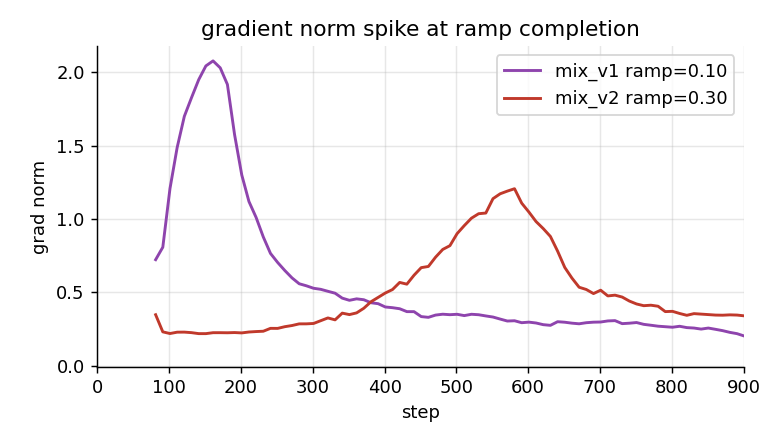 gradient norm spike at ramp completion
mix_v1 ramp=0.10
mix_v2 ramp=0.30
grad norm
2.0
1.5
1.0
0.5
0.0
0 100 200 300 400 500 600 700 800 900
step